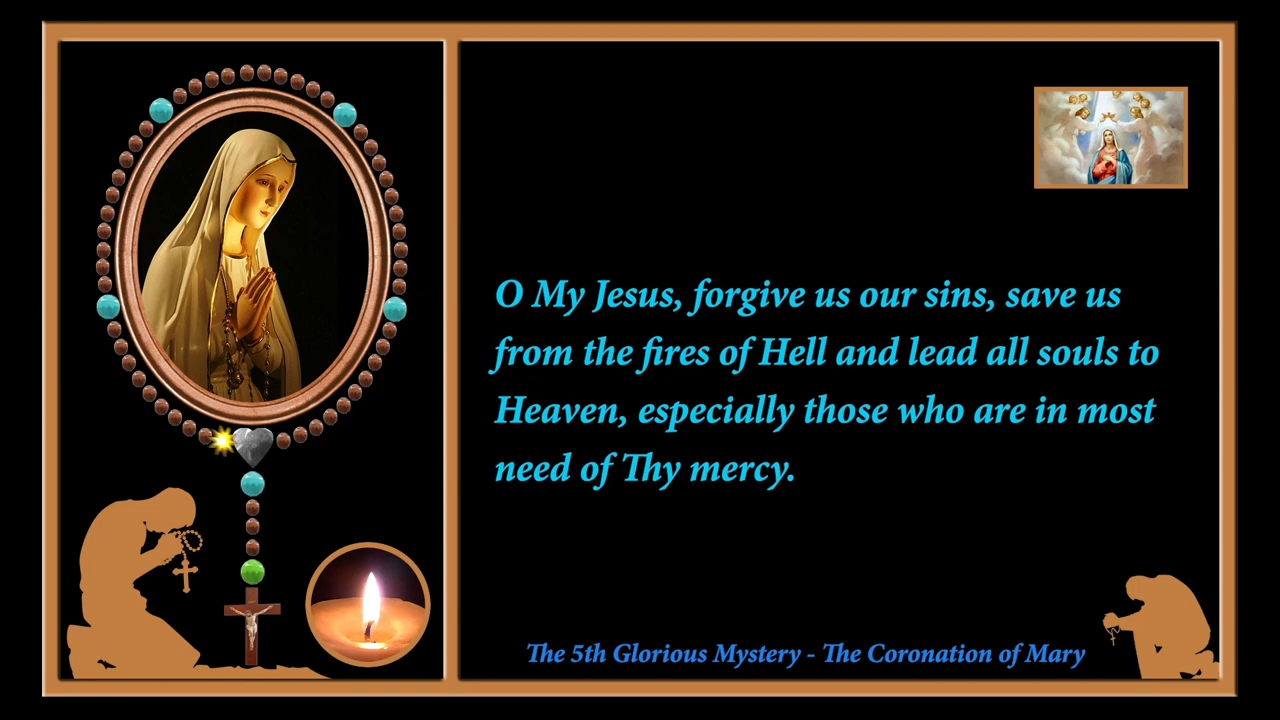 O My Jesus, forgive us our sins, save us
from the fires of Hell and lead all souls to
Heaven, especially those who are in most
need of Thy mercy.
The 5th Glorious Mystery - The Coronation of Mary